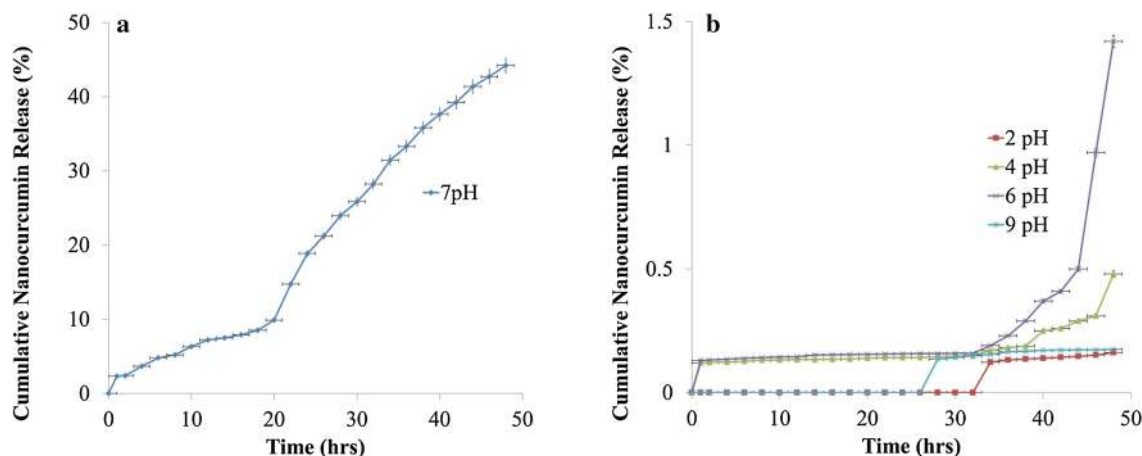 a
Cumulative Nanocurcumin Release (%)
50
40
30
20
10
0
7pH
0 10 20 30 40 50
Time (hrs)
b
Cumulative Nanocurcumin Release (%)
1.5
1
0.5
0
2 pH
4 pH
6 pH
9 pH
0 10 20 30 40 50
Time (hrs)